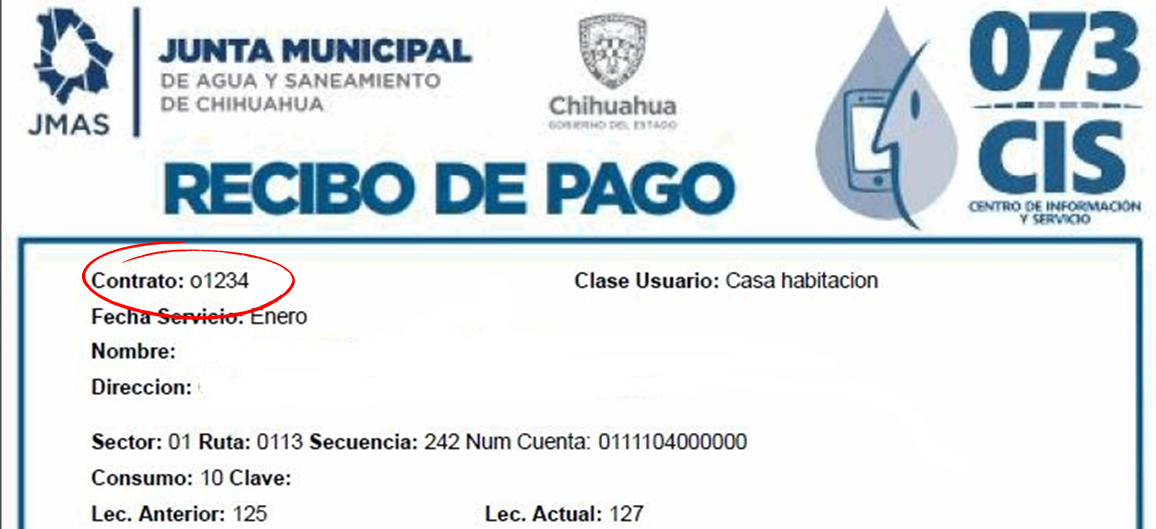 JMAS
JUNTA MUNICIPAL
DE AGUA Y SANEAMIENTO
DE CHIHUAHUA
Chihuahua
GOBIERNO DEL ESTADO
073
CIS
CENTRO DE INFORMACIÓN
Y SERVICIO
RECIBO DE PAGO
Contrato: o1234 Clase Usuario: Casa habitacion
Fecha Servicio: Enero
Nombre:
Direccion:
Sector: 01 Ruta: 0113 Secuencia: 242 Num Cuenta: 0111104000000
Consumo: 10 Clave:
Lec. Anterior: 125 Lec. Actual: 127